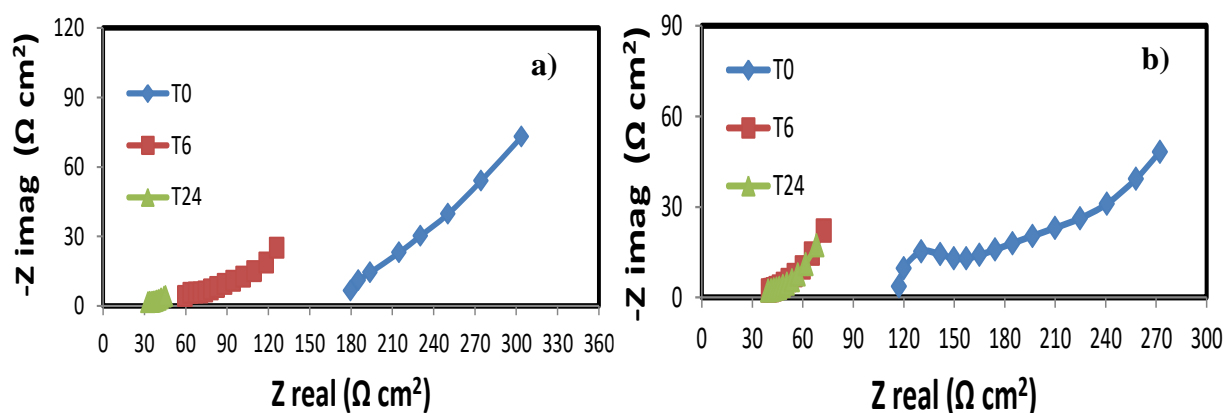 120
90
60
30
0
-Z imag (Ω cm²)
a)
T0
T6
T24
0 30 60 90 120 150 180 210 240 270 300 330 360
Z real (Ω cm²)
90
60
30
0
-Z imag (Ω cm²)
b)
T0
T6
T24
0 30 60 90 120 150 180 210 240 270 300
Z real (Ω cm²)